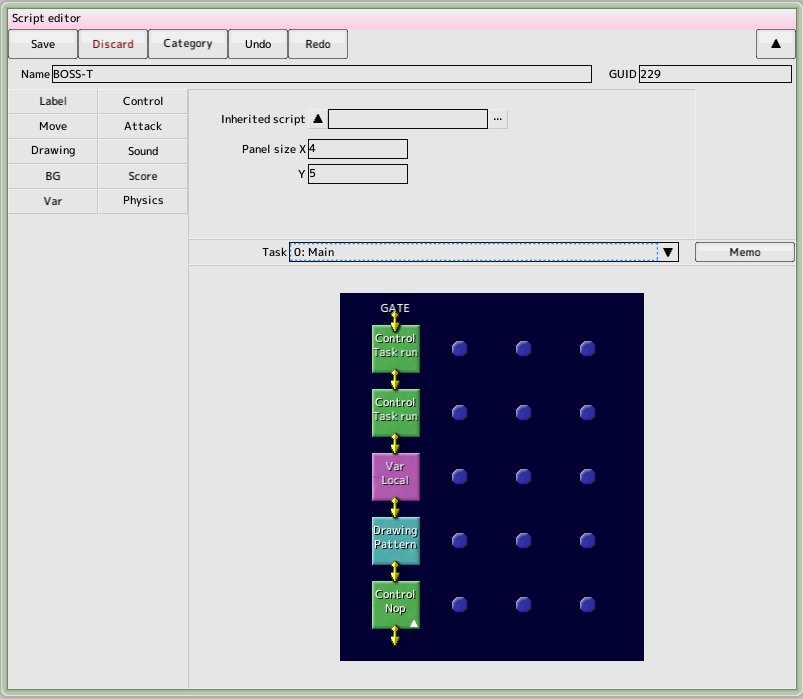 Script editor
Save Discard Category Undo Redo ▲
Name BOSS-T GUID 229
Label Control
Move Attack
Drawing Sound
BG Score
Var Physics
Inherited script ▲ ...
Panel size X 4
Y 5
Task 0: Main ▼ Memo
GATE
Control
Task run
Control
Task run
Var
Local
Drawing
Pattern
Control
Nop